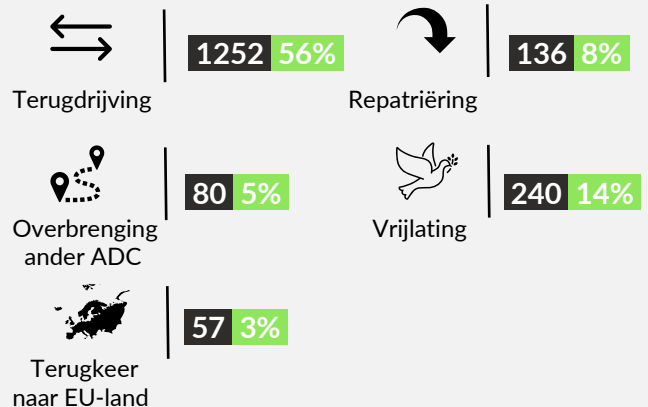 1252 56%
Terugdrijving
136 8%
Repatriëring
80 5%
Overbrenging
ander ADC
240 14%
Vrijlating
57 3%
Terugkeer
naar EU-land